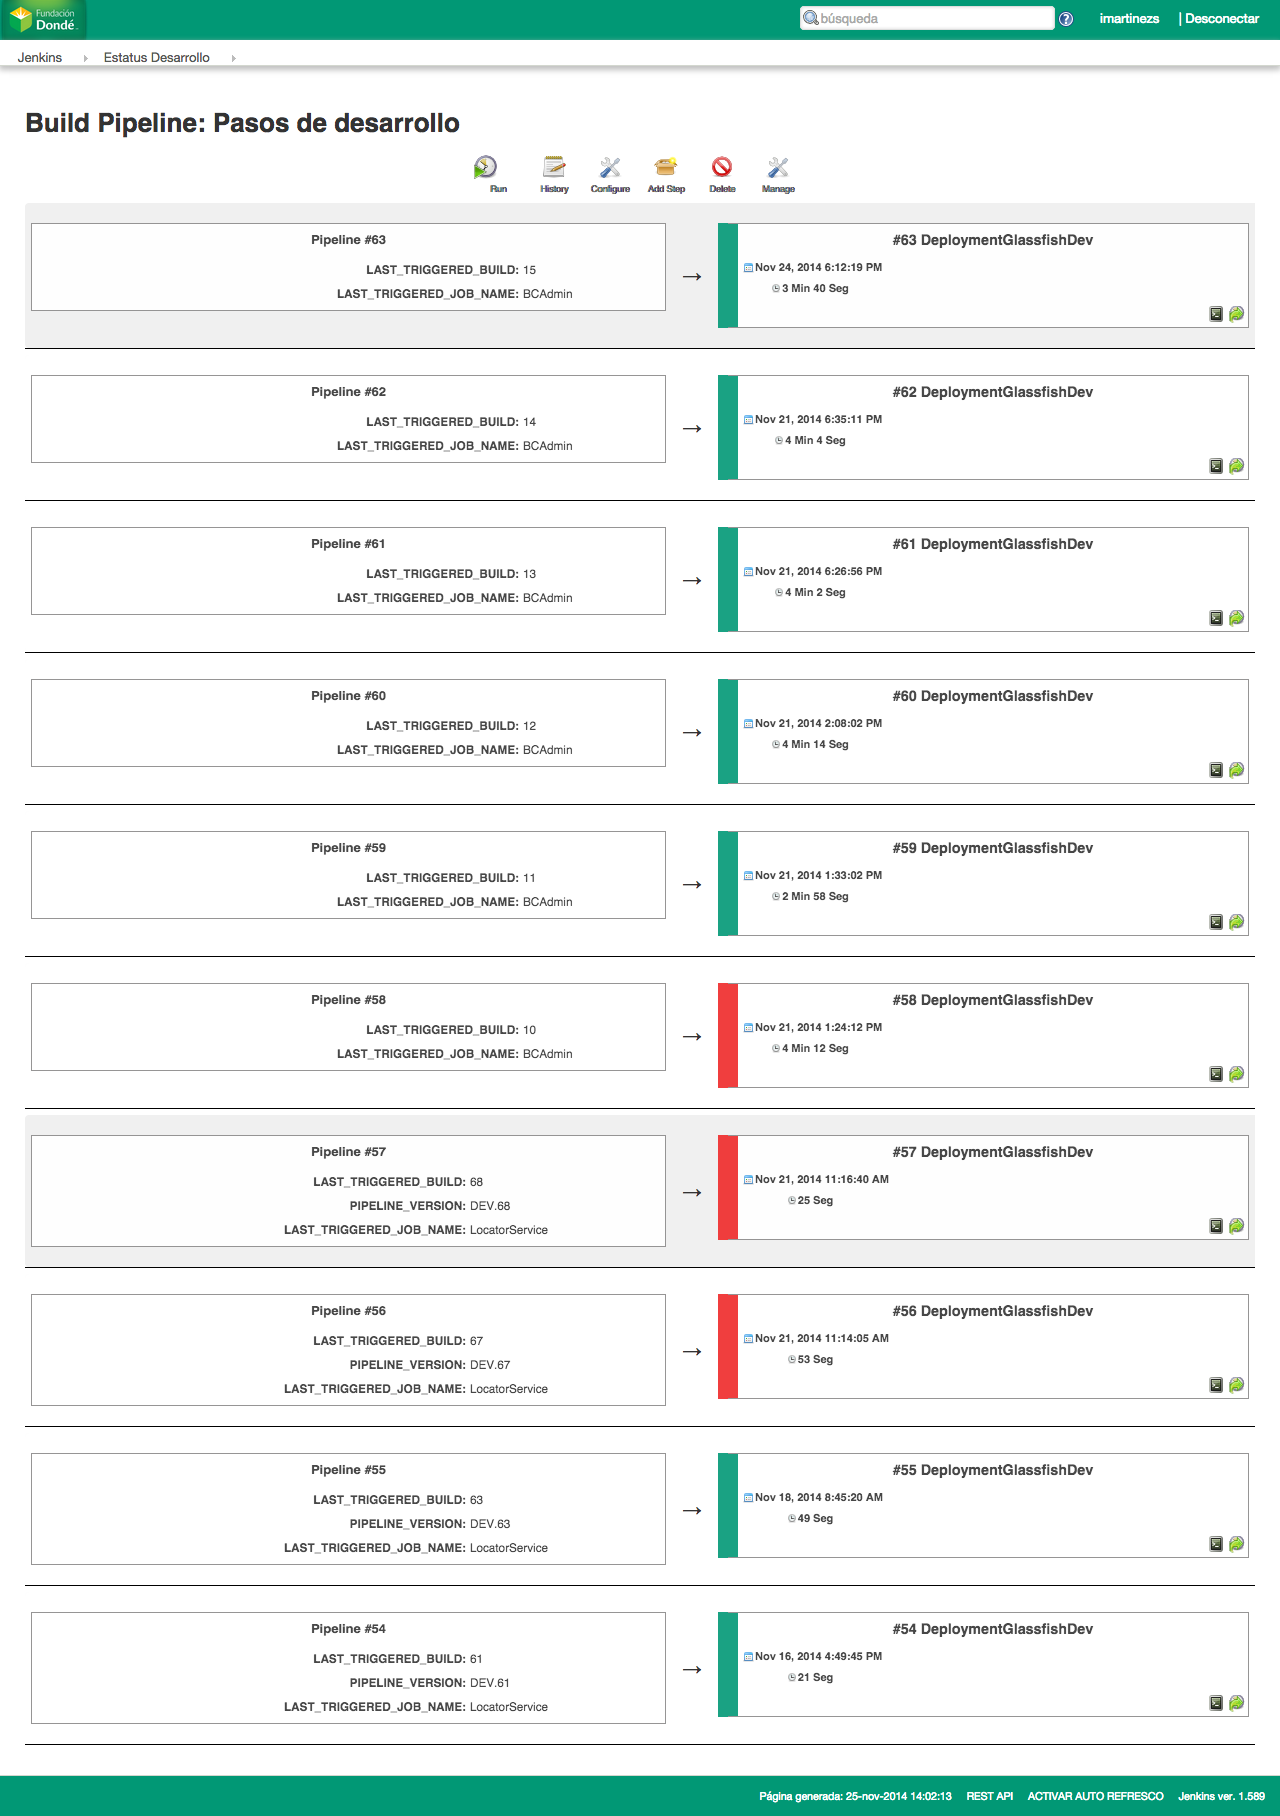 Fundación
Dondé
búsqueda
imartinezs
| Desconectar
Jenkins
Estatus Desarrollo
Build Pipeline: Pasos de desarrollo
Run
History
Configure
Add Step
Delete
Manage
Pipeline #63
LAST_TRIGGERED_BUILD: 15
LAST_TRIGGERED_JOB_NAME: BCAdmin
#63 DeploymentGlassfishDev
Nov 24, 2014 6:12:19 PM
3 Min 40 Seg
Pipeline #62
LAST_TRIGGERED_BUILD: 14
LAST_TRIGGERED_JOB_NAME: BCAdmin
#62 DeploymentGlassfishDev
Nov 21, 2014 6:35:11 PM
4 Min 4 Seg
Pipeline #61
LAST_TRIGGERED_BUILD: 13
LAST_TRIGGERED_JOB_NAME: BCAdmin
#61 DeploymentGlassfishDev
Nov 21, 2014 6:26:56 PM
4 Min 2 Seg
Pipeline #60
LAST_TRIGGERED_BUILD: 12
LAST_TRIGGERED_JOB_NAME: BCAdmin
#60 DeploymentGlassfishDev
Nov 21, 2014 2:08:02 PM
4 Min 14 Seg
Pipeline #59
LAST_TRIGGERED_BUILD: 11
LAST_TRIGGERED_JOB_NAME: BCAdmin
#59 DeploymentGlassfishDev
Nov 21, 2014 1:33:02 PM
2 Min 58 Seg
Pipeline #58
LAST_TRIGGERED_BUILD: 10
LAST_TRIGGERED_JOB_NAME: BCAdmin
#58 DeploymentGlassfishDev
Nov 21, 2014 1:24:12 PM
4 Min 12 Seg
Pipeline #57
LAST_TRIGGERED_BUILD: 68
PIPELINE_VERSION: DEV.68
LAST_TRIGGERED_JOB_NAME: LocatorService
#57 DeploymentGlassfishDev
Nov 21, 2014 11:16:40 AM
25 Seg
Pipeline #56
LAST_TRIGGERED_BUILD: 67
PIPELINE_VERSION: DEV.67
LAST_TRIGGERED_JOB_NAME: LocatorService
#56 DeploymentGlassfishDev
Nov 21, 2014 11:14:05 AM
53 Seg
Pipeline #55
LAST_TRIGGERED_BUILD: 63
PIPELINE_VERSION: DEV.63
LAST_TRIGGERED_JOB_NAME: LocatorService
#55 DeploymentGlassfishDev
Nov 18, 2014 8:45:20 AM
49 Seg
Pipeline #54
LAST_TRIGGERED_BUILD: 61
PIPELINE_VERSION: DEV.61
LAST_TRIGGERED_JOB_NAME: LocatorService
#54 DeploymentGlassfishDev
Nov 16, 2014 4:49:45 PM
21 Seg
Página generada: 25-nov-2014 14:02:13
REST API
ACTIVAR AUTO REFRESCO
Jenkins ver. 1.589